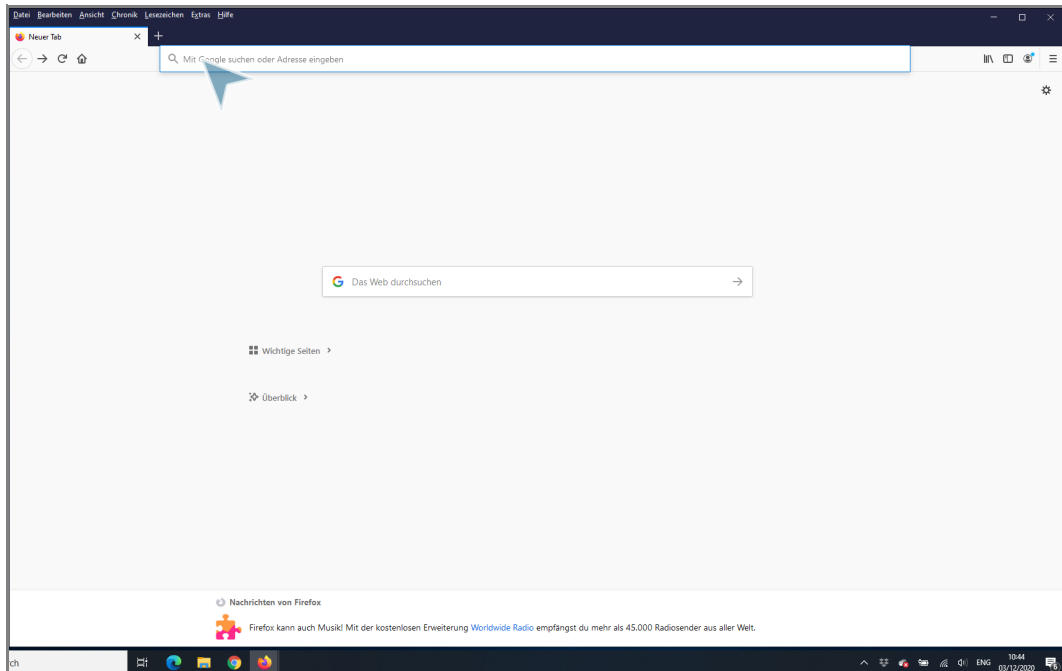 Datei Bearbeiten Ansicht Chronik Lesezeichen Extras Hilfe
Neuer Tab
Mit Google suchen oder Adresse eingeben
Das Web durchsuchen
Wichtige Seiten
Überblick
Nachrichten von Firefox
Firefox kann auch Musik! Mit der kostenlosen Erweiterung Worldwide Radio empfängst du mehr als 45.000 Radiosender aus aller Welt.
ch
ENG
10:44
03/12/2020